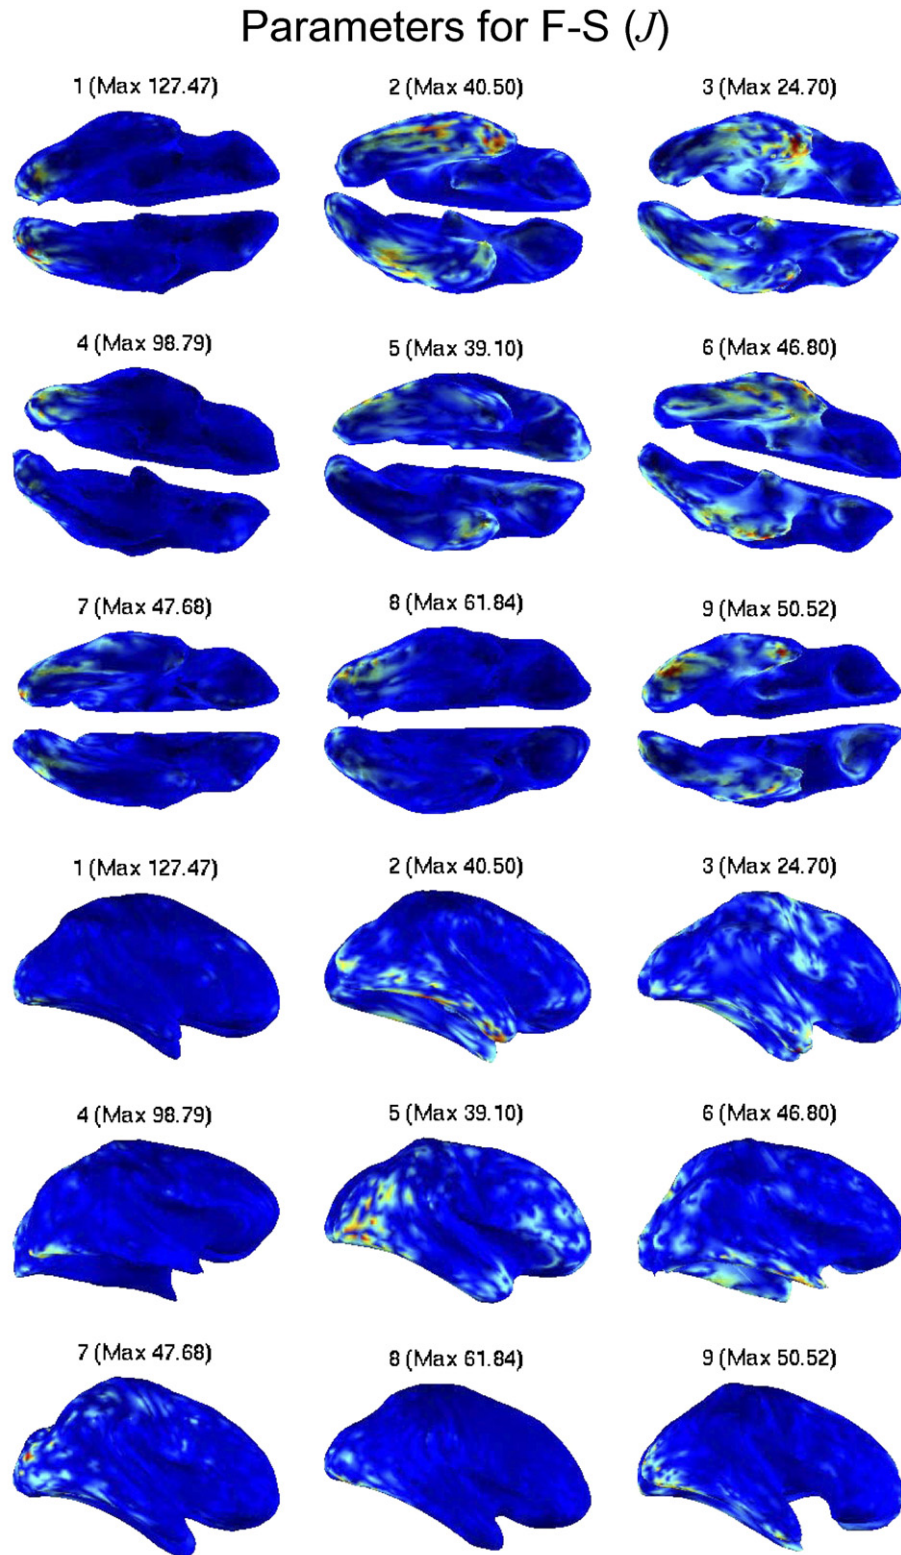 Parameters for F-S (J)
1 (Max 127.47) 2 (Max 40.50) 3 (Max 24.70)
4 (Max 98.79) 5 (Max 39.10) 6 (Max 46.80)
7 (Max 47.68) 8 (Max 61.84) 9 (Max 50.52)
1 (Max 127.47) 2 (Max 40.50) 3 (Max 24.70)
4 (Max 98.79) 5 (Max 39.10) 6 (Max 46.80)
7 (Max 47.68) 8 (Max 61.84) 9 (Max 50.52)